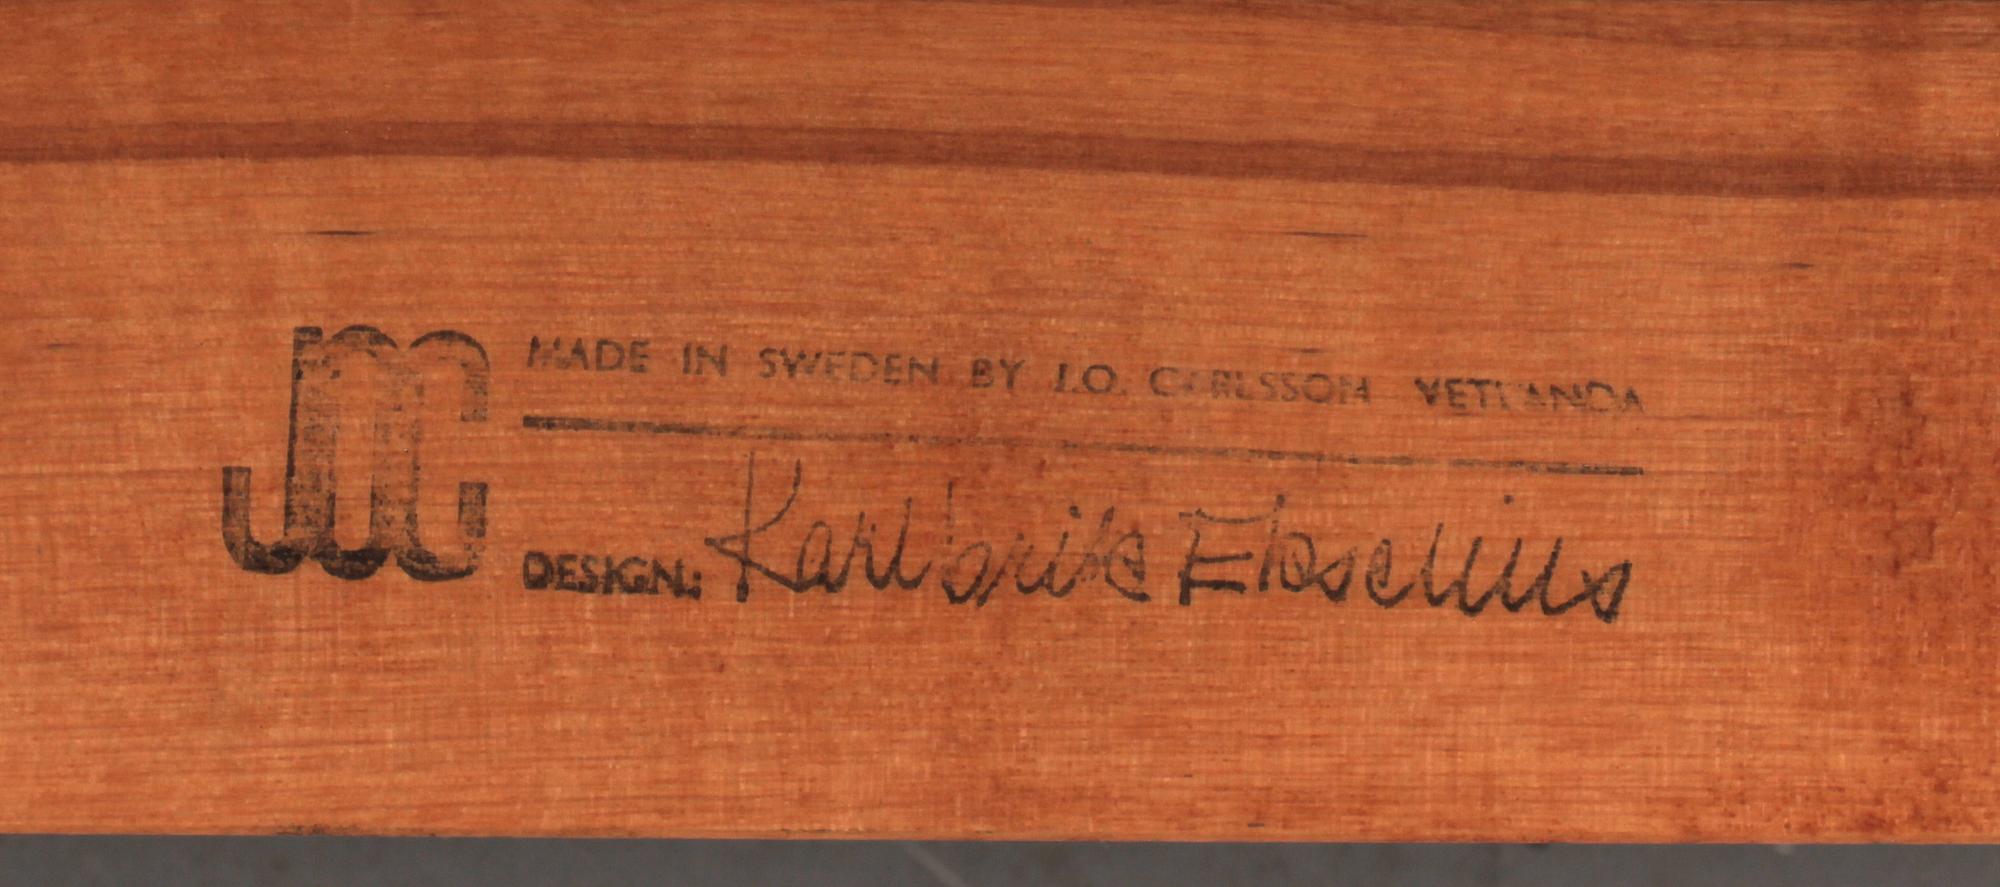 JOC
MADE IN SWEDEN BY J.O. CARLSSON VETLANDA
DESIGN: Karl-Erik Ekselius